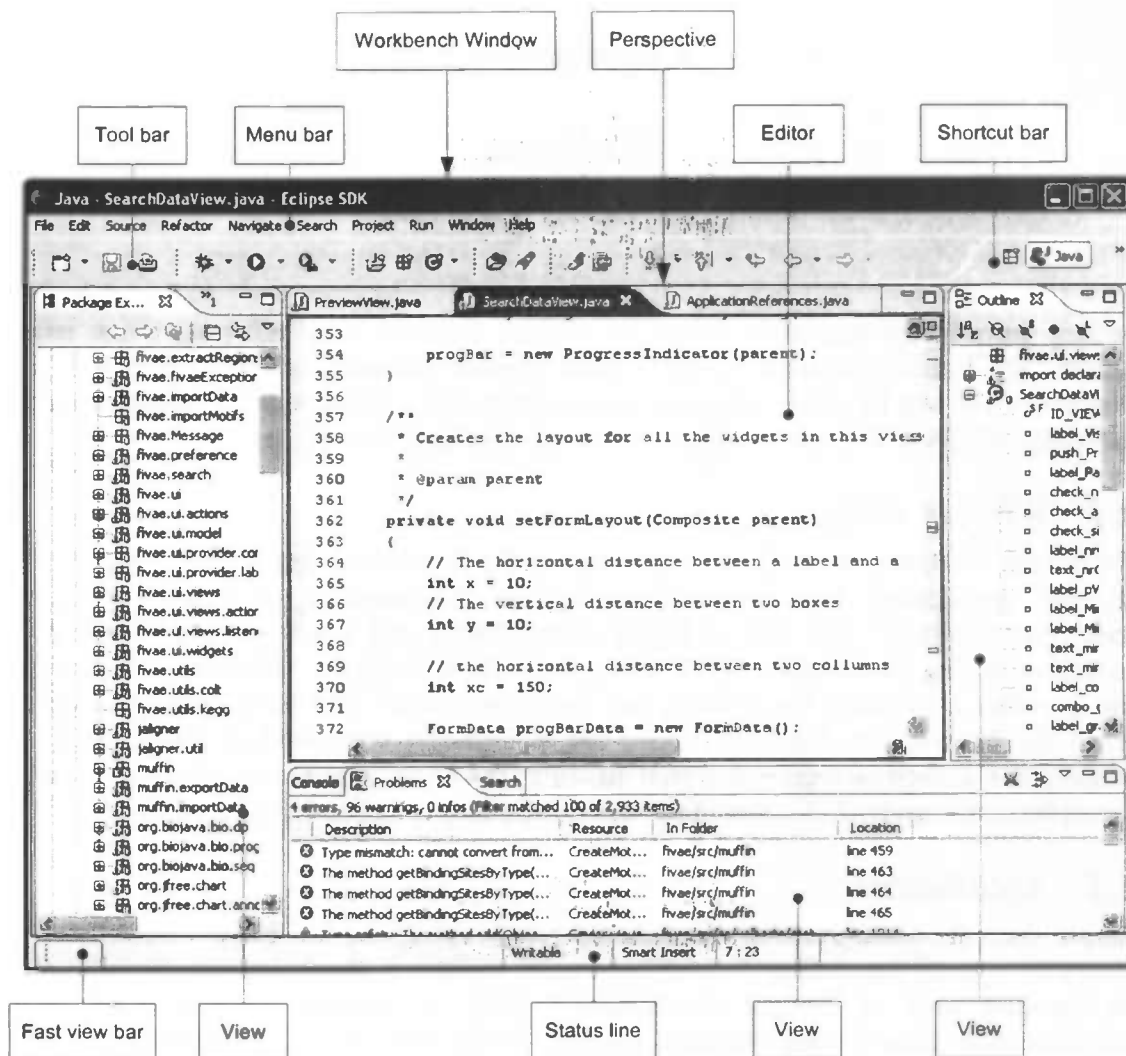 Workbench Window
Perspective
Tool bar
Menu bar
Editor
Shortcut bar
Java - SearchDataView.java - Eclipse SDK
File Edit Source Refactor Navigate Search Project Run Window Help
Java
Package Ex...
1
PreviewView.java
SearchDataView.java
ApplicationReferences.java
Outline
fivae.extractRegions
fivae.fivaeException
fivae.importData
fivae.importMotifs
fivae.Message
fivae.preference
fivae.search
fivae.ui
fivae.ui.actions
fivae.ui.model
fivae.ui.provider.cor
fivae.ui.provider.lab
fivae.ui.views
fivae.ui.views.action
fivae.ui.views.listen
fivae.ui.widgets
fivae.utils
fivae.utils.colt
fivae.utils.kegg
jaligner
jaligner.util
muffin
muffin.exportData
muffin.importData
org.biojava.bio.dp
org.biojava.bio.prog
org.biojava.bio.seq
org.jfree.chart
org.jfree.chart.anno
353
354 progBar = new ProgressIndicator(parent);
355 }
356
357 /**
358 * Creates the layout for all the widgets in this view
359 *
360 * @param parent
361 */
362 private void setFormLayout(Composite parent)
363 {
364 // The horizontal distance between a label and a
365 int x = 10;
366 // The vertical distance between two boxes
367 int y = 10;
368
369 // the horizontal distance between two collumns
370 int xc = 150;
371
372 FormData progBarData = new FormData();
fivae.ui.views
import declara
SearchDataVi
ID_VIEW
label_Vis
push_Pr
label_Pa
check_n
check_a
check_si
label_nr
text_nrC
label_pV
label_Mi
label_Mi
text_mir
text_mir
label_co
combo_g
label_gr
Console Problems Search
4 errors, 96 warnings, 0 infos (Filter matched 100 of 2,933 items)
Description Resource In Folder Location
Type mismatch: cannot convert from... CreateMot... fivae/src/muffin line 459
The method getBindingSitesByType(... CreateMot... fivae/src/muffin line 463
The method getBindingSitesByType(... CreateMot... fivae/src/muffin line 464
The method getBindingSitesByType(... CreateMot... fivae/src/muffin line 465
Writable Smart Insert 7 : 23
Fast view bar
View
Status line
View
View